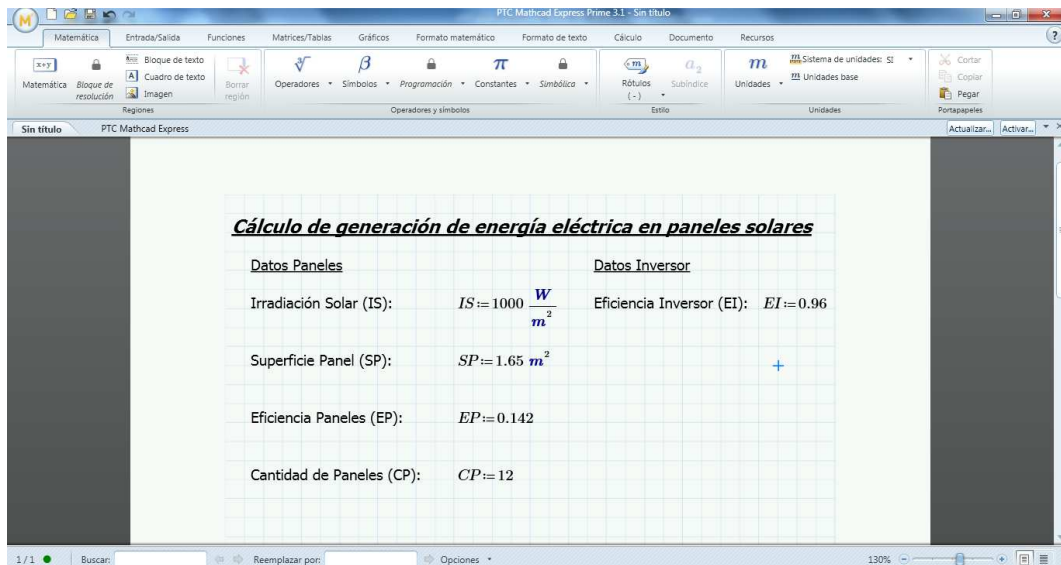 PTC Mathcad Express Prime 3.1 - Sin título
Matemática Entrada/Salida Funciones Matrices/Tablas Gráficos Formato matemático Formato de texto Cálculo Documento Recursos
Matemática
Bloque de resolución
Bloque de texto
Cuadro de texto
Imagen
Borrar región
Operadores Símbolos Programación Constantes Simbólica
Rótulos
(-)
Subíndice
Unidades
Sistema de unidades: SI
Unidades base
Cortar
Copiar
Pegar
Regiones Operadores y símbolos Estilo Unidades Portapapeles
Sin título PTC Mathcad Express Actualizar... Activar...
Cálculo de generación de energía eléctrica en paneles solares
Datos Paneles Datos Inversor
Irradiación Solar (IS): IS:=1000 W/m² Eficiencia Inversor (EI): EI:=0.96
Superficie Panel (SP): SP:=1.65 m²
Eficiencia Paneles (EP): EP:=0.142
Cantidad de Paneles (CP): CP:=12
1/1 Buscar: Reemplazar por: Opciones 130%